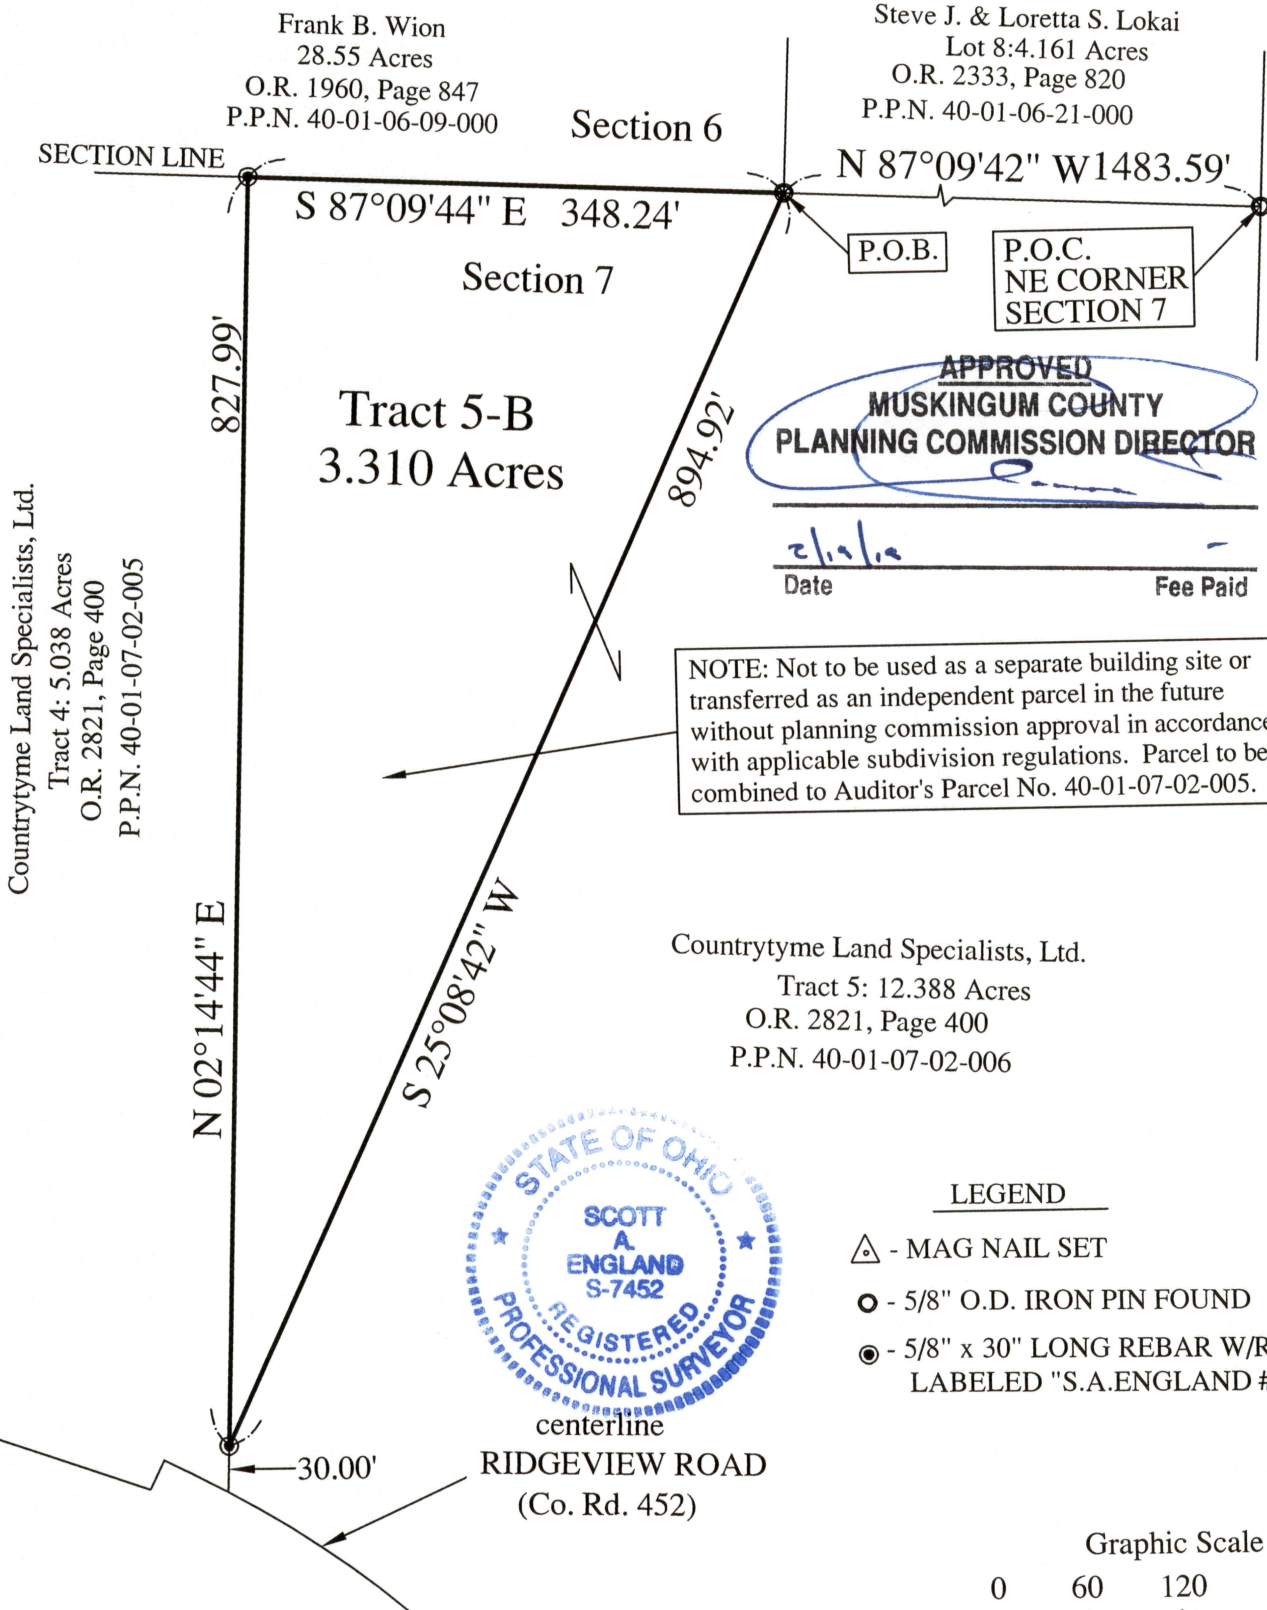 Frank B. Wion
28.55 Acres
O.R. 1960, Page 847
P.P.N. 40-01-06-09-000
Steve J. & Loretta S. Lokai
Lot 8:4.161 Acres
O.R. 2333, Page 820
P.P.N. 40-01-06-21-000
Section 6
SECTION LINE
N 87°09'42" W1483.59'
S 87°09'44" E 348.24'
P.O.B.
P.O.C.
NE CORNER
SECTION 7
Section 7
827.99'
Tract 5-B
3.310 Acres
894.92'
APPROVED
MUSKINGUM COUNTY
PLANNING COMMISSION DIRECTOR
Date Fee Paid
Countrytyme Land Specialists, Ltd.
Tract 4: 5.038 Acres
O.R. 2821, Page 400
P.P.N. 40-01-07-02-005
NOTE: Not to be used as a separate building site or
transferred as an independent parcel in the future
without planning commission approval in accordance
with applicable subdivision regulations. Parcel to be
combined to Auditor's Parcel No. 40-01-07-02-005.
N 02°14'44" E
S 25°08'42" W
Countrytyme Land Specialists, Ltd.
Tract 5: 12.388 Acres
O.R. 2821, Page 400
P.P.N. 40-01-07-02-006
STATE OF OHIO
SCOTT
A.
ENGLAND
S-7452
REGISTERED
PROFESSIONAL SURVEYOR
LEGEND
- MAG NAIL SET
- 5/8" O.D. IRON PIN FOUND
- 5/8" x 30" LONG REBAR W/R
LABELED "S.A.ENGLAND #
30.00'
centerline
RIDGEVIEW ROAD
(Co. Rd. 452)
Graphic Scale
0 60 120